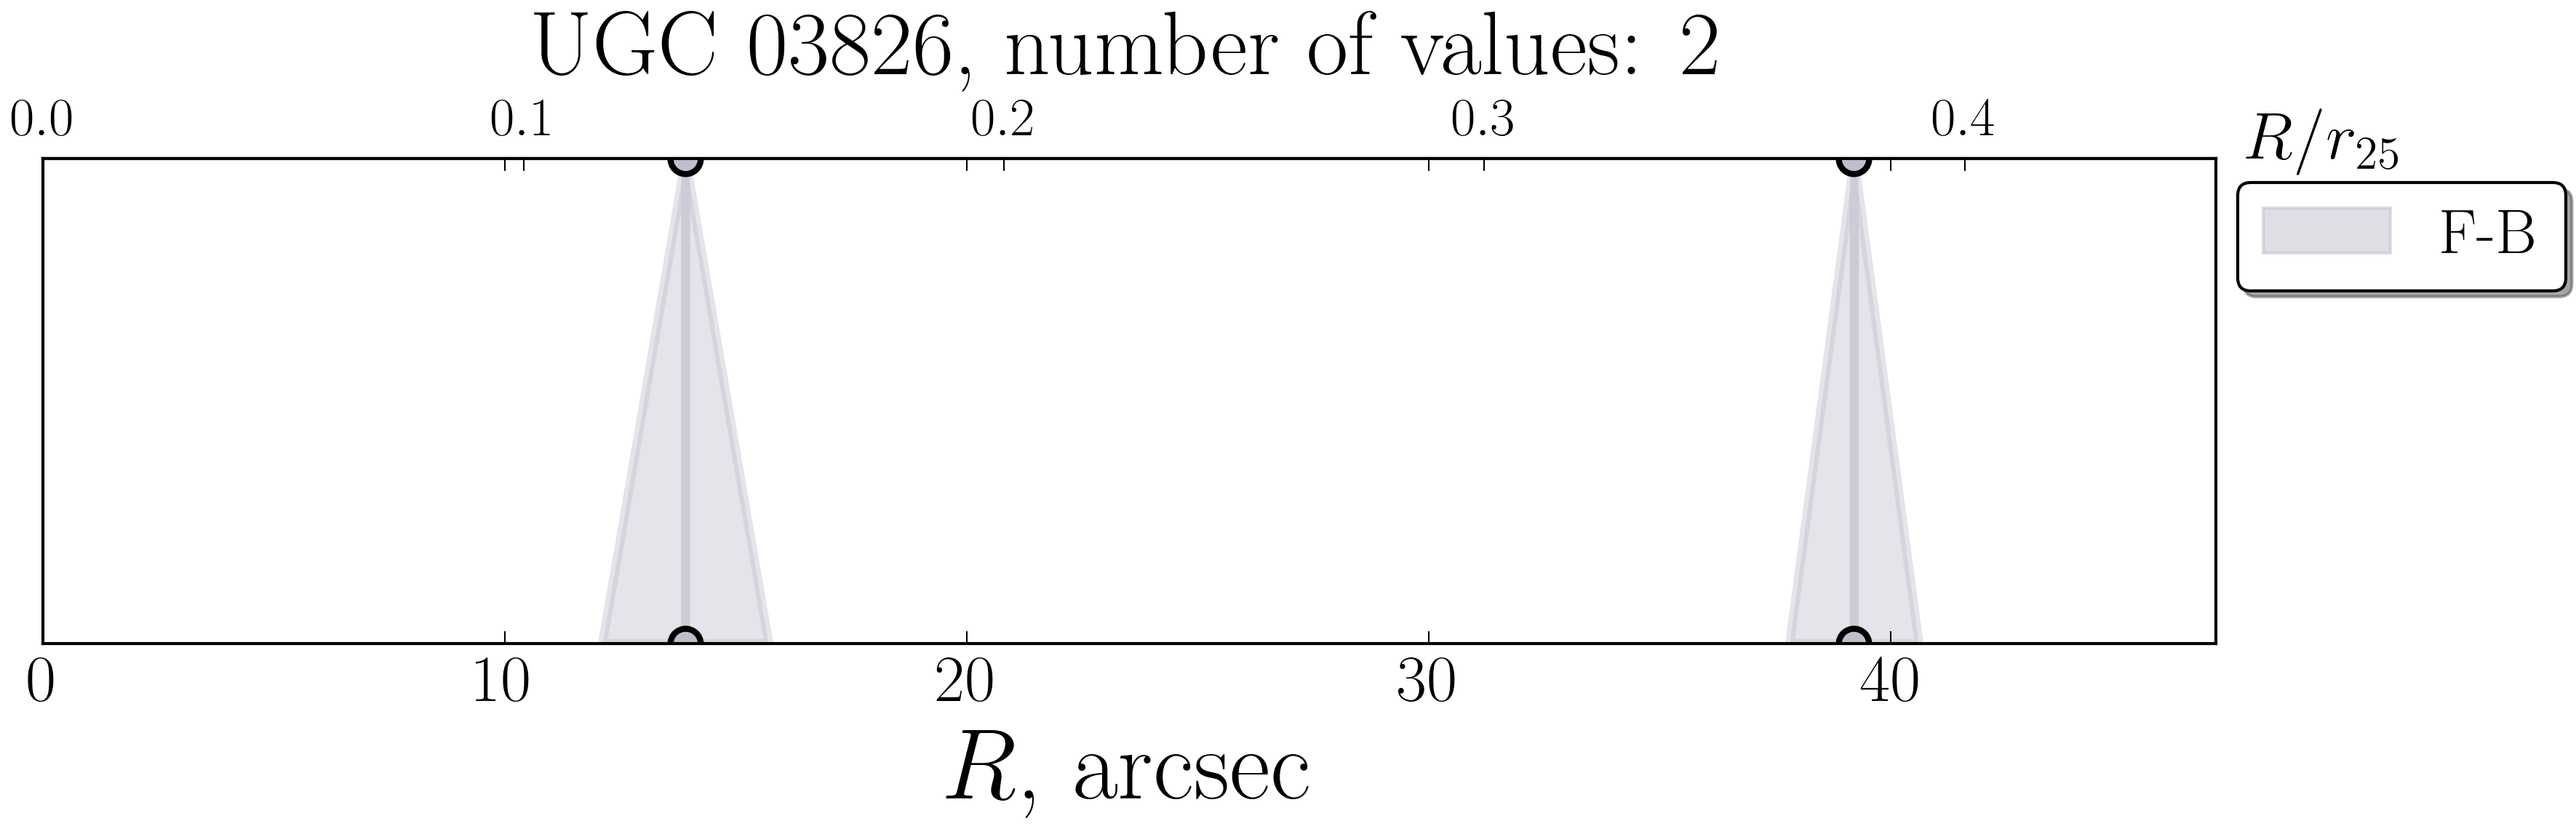 UGC 03826, number of values: 2
0.0 0.1 0.2 0.3 0.4
R/r25
F-B
0 10 20 30 40
R, arcsec